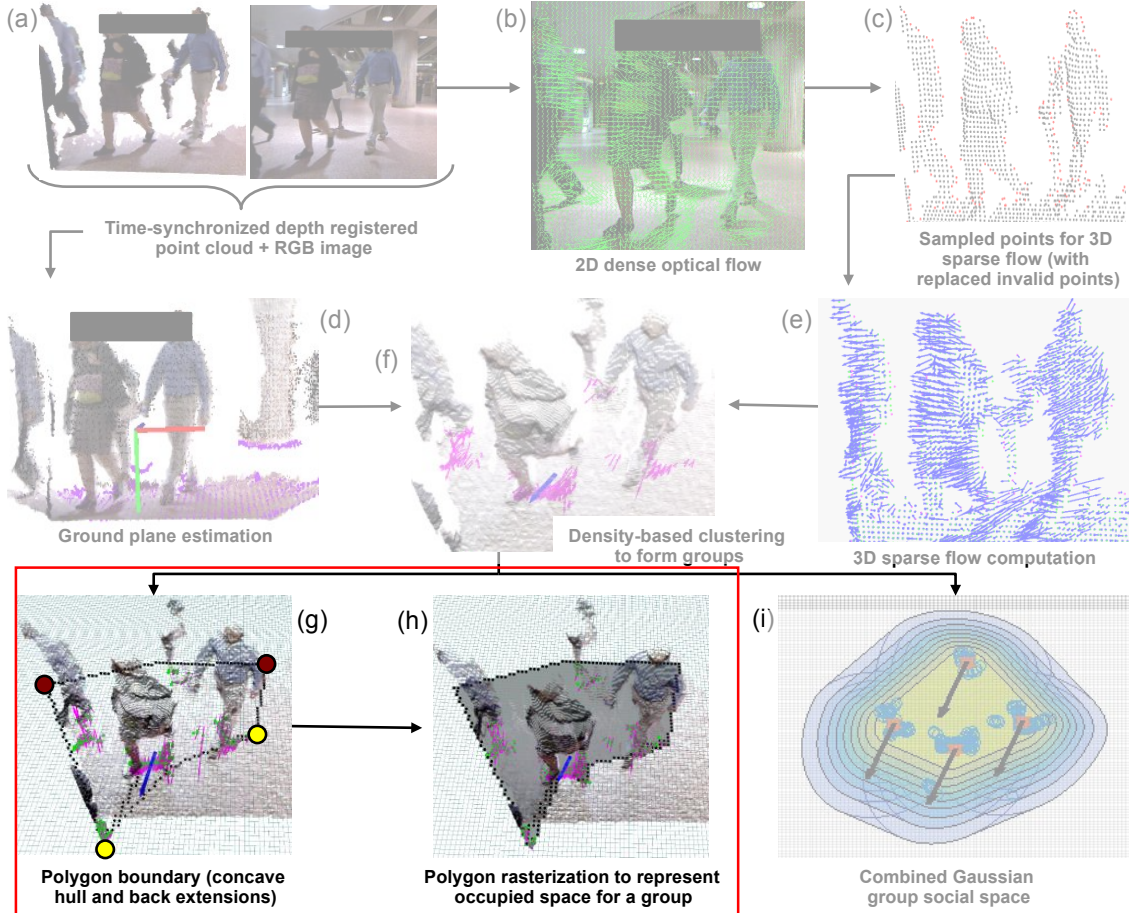 (a)
(b)
(c)
Time-synchronized depth registered
point cloud + RGB image
2D dense optical flow
Sampled points for 3D
sparse flow (with
replaced invalid points)
(d)
(f)
(e)
Ground plane estimation
Density-based clustering
to form groups
3D sparse flow computation
(g)
(h)
(i)
Polygon boundary (concave
hull and back extensions)
Polygon rasterization to represent
occupied space for a group
Combined Gaussian
group social space